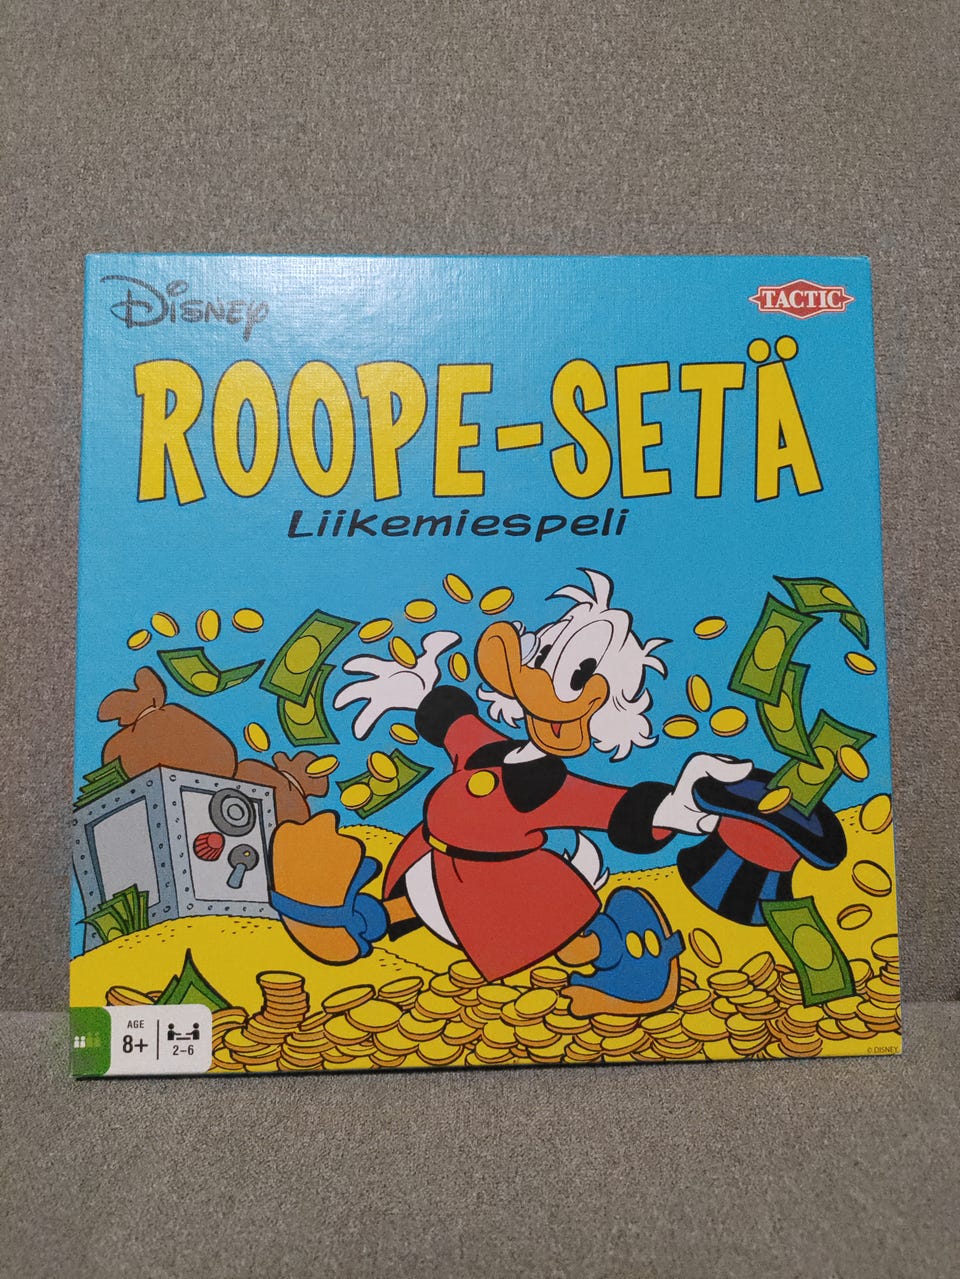 Disney
TACTIC
ROOPE-SETÄ
Liikemiespeli
AGE
8+
2-6
© DISNEY